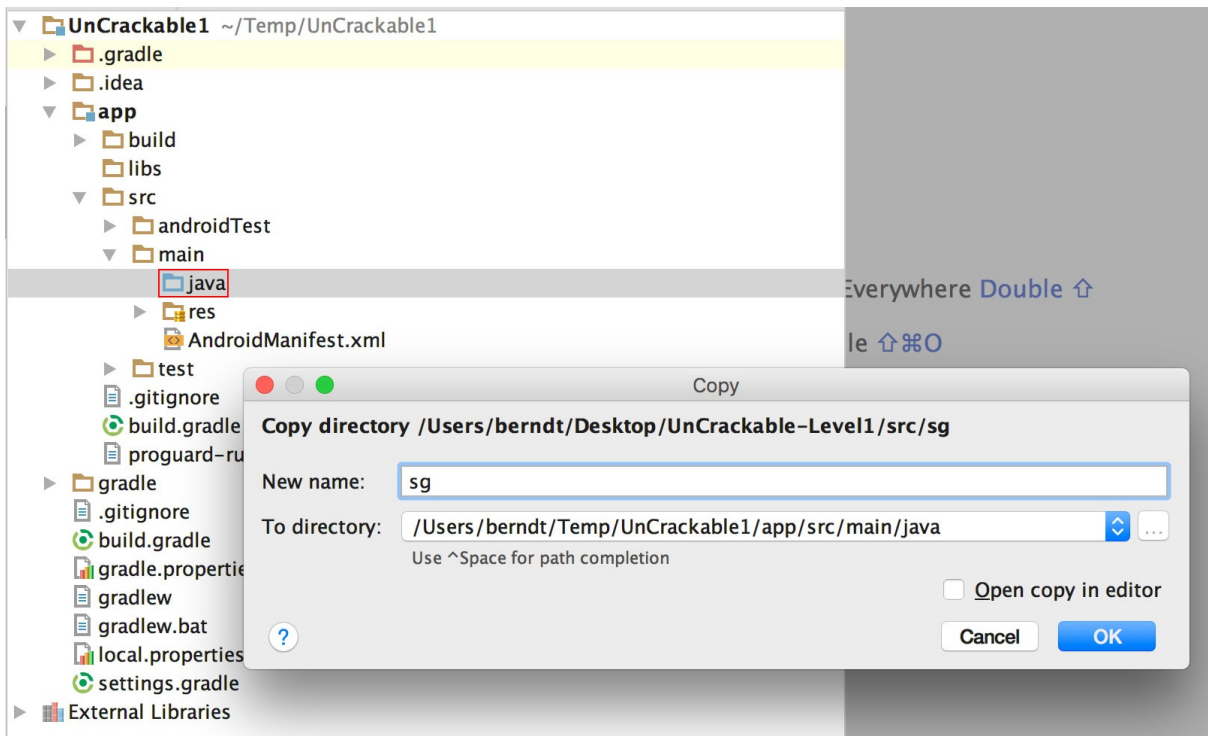 UnCrackable1 ~/Temp/UnCrackable1
.gradle
.idea
app
build
libs
src
androidTest
main
java
Everywhere Double ⇧
res
AndroidManifest.xml
le ⇧⌘O
test
.gitignore
build.gradle
proguard-ru
gradle
.gitignore
build.gradle
gradle.propertie
gradlew
gradlew.bat
local.properties
settings.gradle
External Libraries
Copy
Copy directory /Users/berndt/Desktop/UnCrackable-Level1/src/sg
New name: sg
To directory: /Users/berndt/Temp/UnCrackable1/app/src/main/java ...
Use ^Space for path completion
Open copy in editor
? Cancel OK